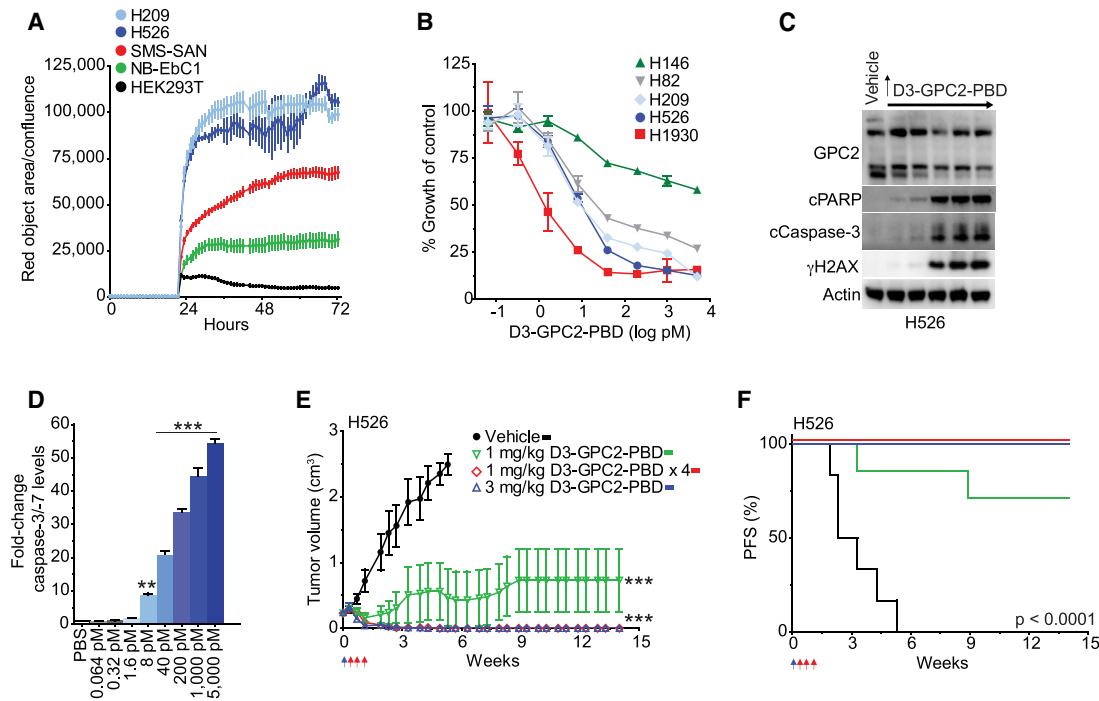 A
H209
H526
SMS-SAN
NB-EbC1
HEK293T
125,000
100,000
75,000
50,000
25,000
0
Red object area/confluence
0 24 48 72
Hours
B
H146
H82
H209
H526
H1930
125
100
75
50
25
0
% Growth of control
-1 0 1 2 3 4
D3-GPC2-PBD (log pM)
C
Vehicle
D3-GPC2-PBD
GPC2
cPARP
cCaspase-3
γH2AX
Actin
H526
D
60
50
40
30
20
10
0
Fold-change
caspase-3/-7 levels
**
***
PBS
0.064 pM
0.32 pM
1.6 pM
8 pM
40 pM
200 pM
1,000 pM
5,000 pM
E
H526
Vehicle
1 mg/kg D3-GPC2-PBD
1 mg/kg D3-GPC2-PBD x 4
3 mg/kg D3-GPC2-PBD
3
2
1
0
Tumor volume (cm³)
***
***
0 3 6 9 12 15
Weeks
F
H526
100
50
0
PFS (%)
p < 0.0001
0 3 6 9 12 15
Weeks